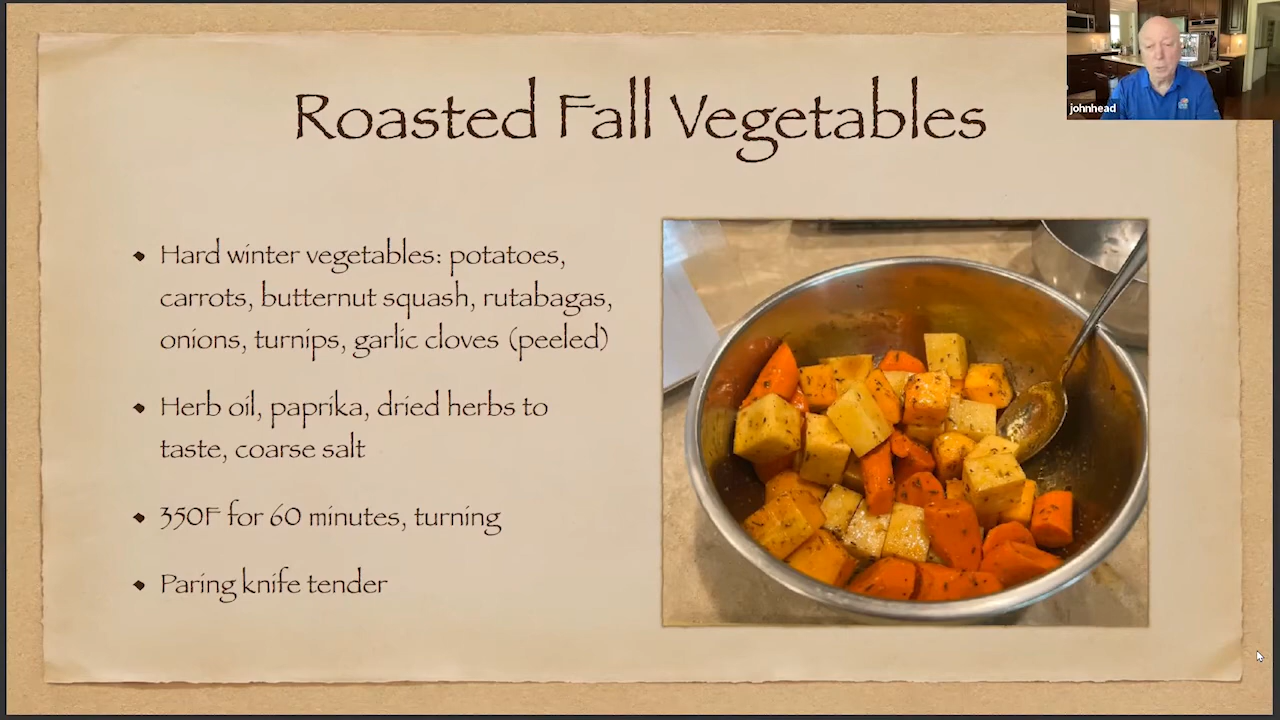 Roasted Fall Vegetables
johnhead
• Hard winter vegetables: potatoes,
carrots, butternut squash, rutabagas,
onions, turnips, garlic cloves (peeled)
• Herb oil, paprika, dried herbs to
taste, coarse salt
• 350F for 60 minutes, turning
• Paring knife tender